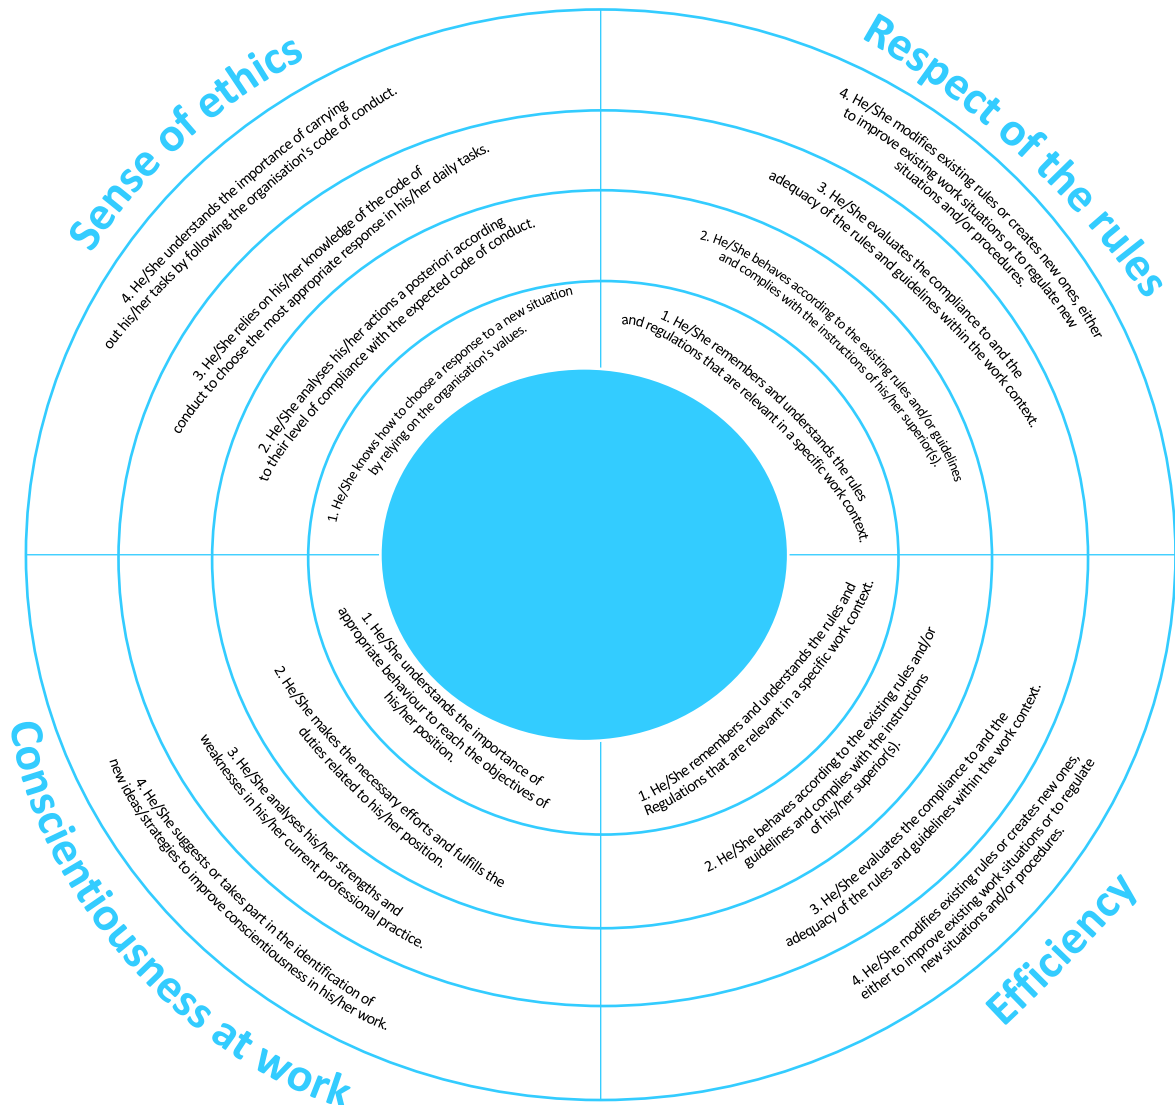 Sense of ethics
4. He/She understands the importance of carrying
out his/her tasks by following the organisation's code of conduct.
3. He/She relies on his/her knowledge of the code of
conduct to choose the most appropriate response in his/her daily tasks.
2. He/She analyses his/her actions a posteriori according
to their level of compliance with the expected code of conduct.
1. He/She knows how to choose a response to a new situation
by relying on the organisation's values.
Respect of the rules
4. He/She modifies existing rules or creates new ones, either
to improve existing work situations or to regulate new
situations and/or procedures.
3. He/She evaluates the compliance to and the
adequacy of the rules and guidelines within the work context.
2. He/She behaves according to the existing rules and/or guidelines
and complies with the instructions of his/her superior(s).
1. He/She remembers and understands the rules
and regulations that are relevant in a specific work context.
Conscientiousness at work
1. He/She understands the importance of
appropriate behaviour to reach the objectives of
his/her position.
2. He/She makes the necessary efforts and fulfills the
duties related to his/her position.
3. He/She analyses his/her strengths and
weaknesses in his/her current professional practice.
4. He/She suggests or takes part in the identification of
new ideas/strategies to improve conscientiousness in his/her work.
Efficiency
1. He/She remembers and understands the rules and
Regulations that are relevant in a specific work context.
2. He/She behaves according to the existing rules and/or
guidelines and complies with the instructions
of his/her superior(s).
3. He/She evaluates the compliance to and the
adequacy of the rules and guidelines within the work context.
4. He/She modifies existing rules or creates new ones,
either to improve existing work situations or to regulate
new situations and/or procedures.